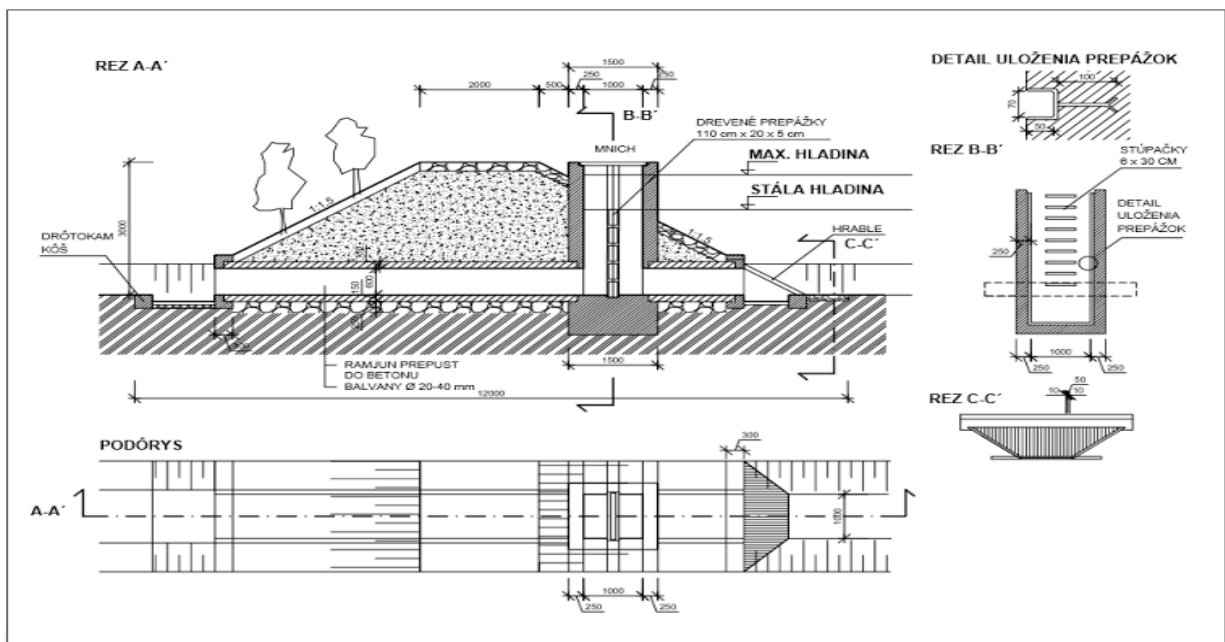 REZ A-A´
1500
250
1000
250
2000
500
B-B´
DREVENÉ PREPÁŽKY
110 cm x 20 x 5 cm
MNICH
MAX. HLADINA
STÁLA HLADINA
1:1.5
3000
DRÔTOKAM
KÔŠ
1:1.5
HRABLE
C-C´
600
150
300
1500
RAMJUN PREPUST
DO BETONU
BALVANY Ø 20-40 mm
12000
DETAIL ULOŽENIA PREPÁŽOK
100
70
50
REZ B-B´
STÚPAČKY
6 x 30 CM
DETAIL
ULOŽENIA
PREPÁŽOK
250
1000
250
250
REZ C-C´
50
10
10
PODÔRYS
300
A-A´
1000
1000
250
250